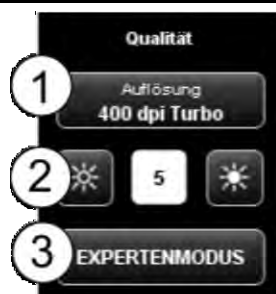 Qualität
1
Auflösung
400 dpi Turbo
2
5
3
EXPERTENMODUS